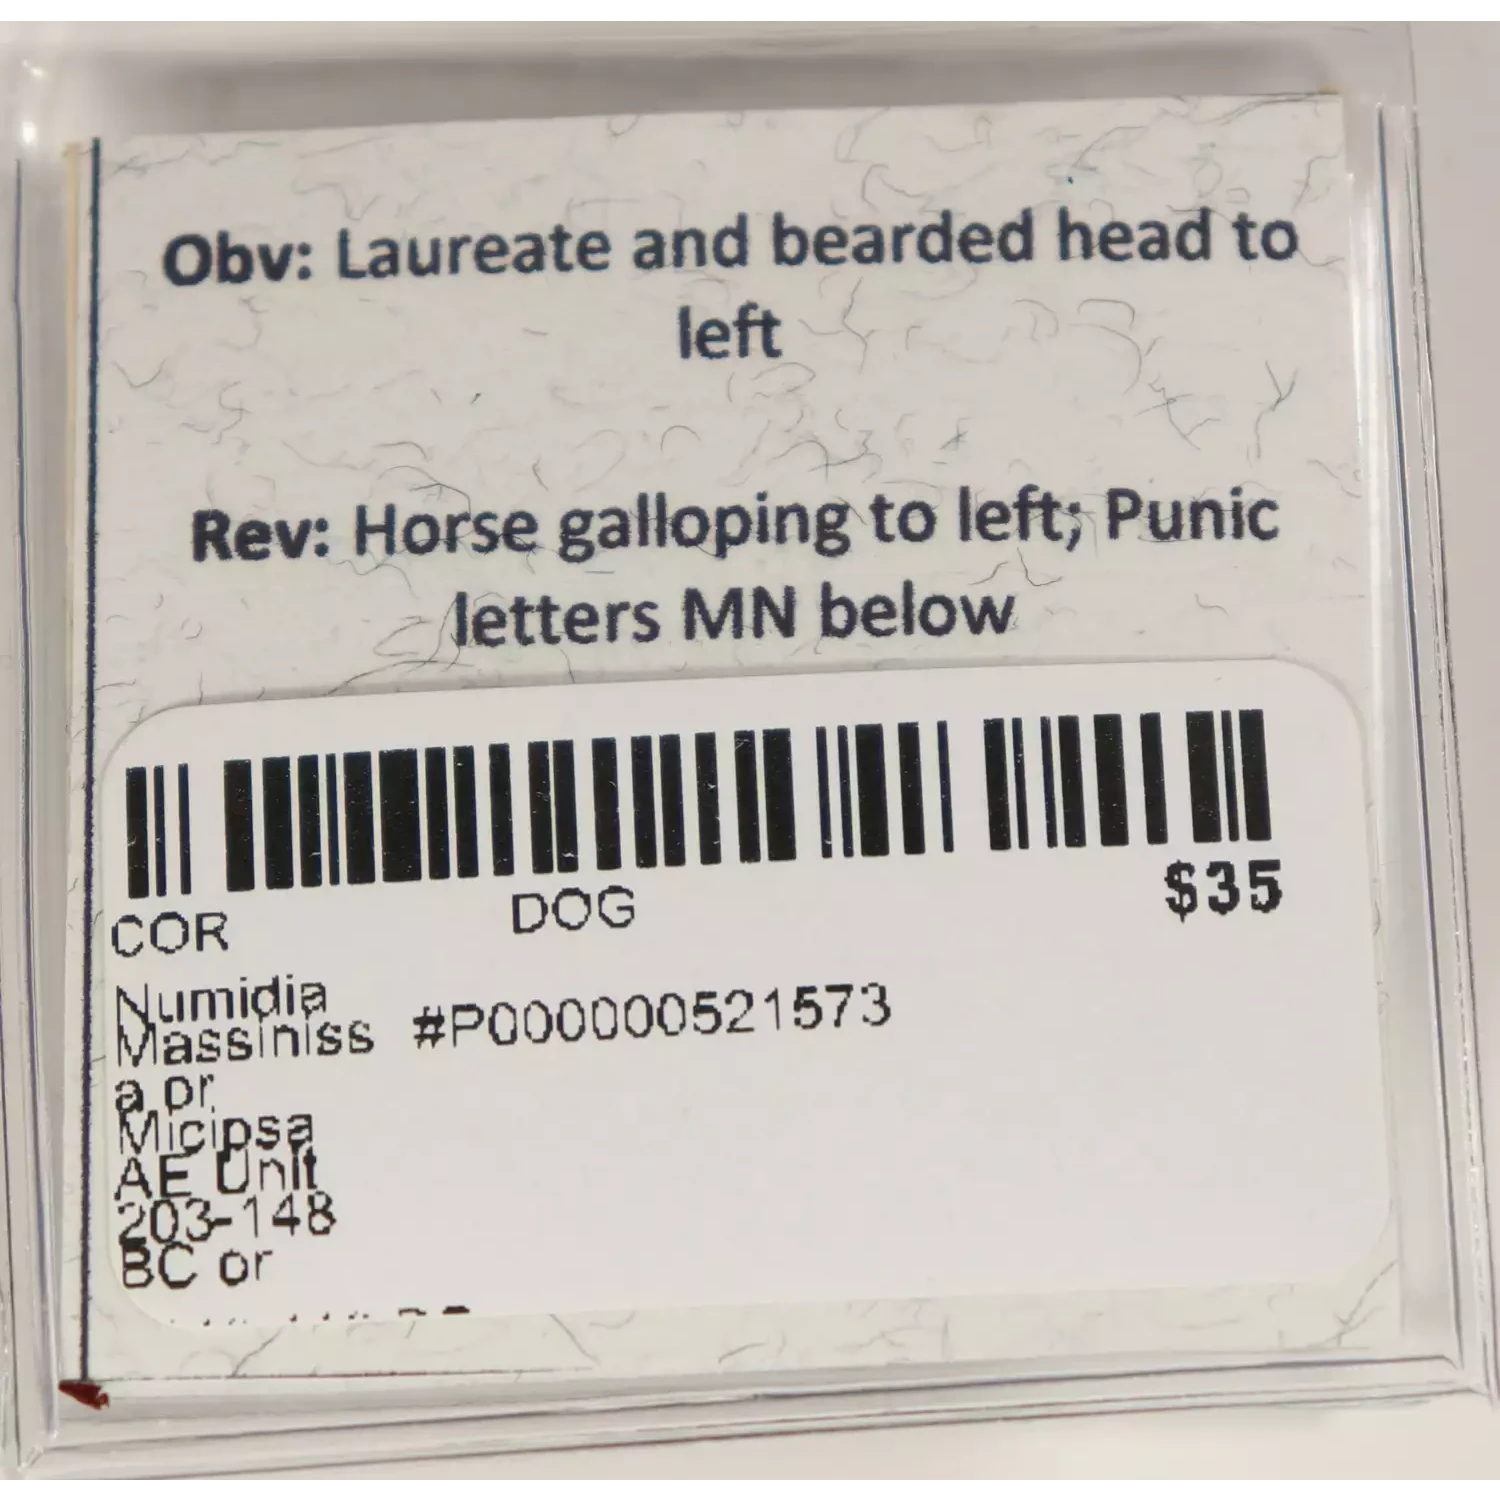 Obv: Laureate and bearded head to
left
Rev: Horse galloping to left; Punic
letters MN below
COR DOG $35
Numidia
Massiniss #P000000521573
a or
Micipsa
AE Unit
203-148
BC or